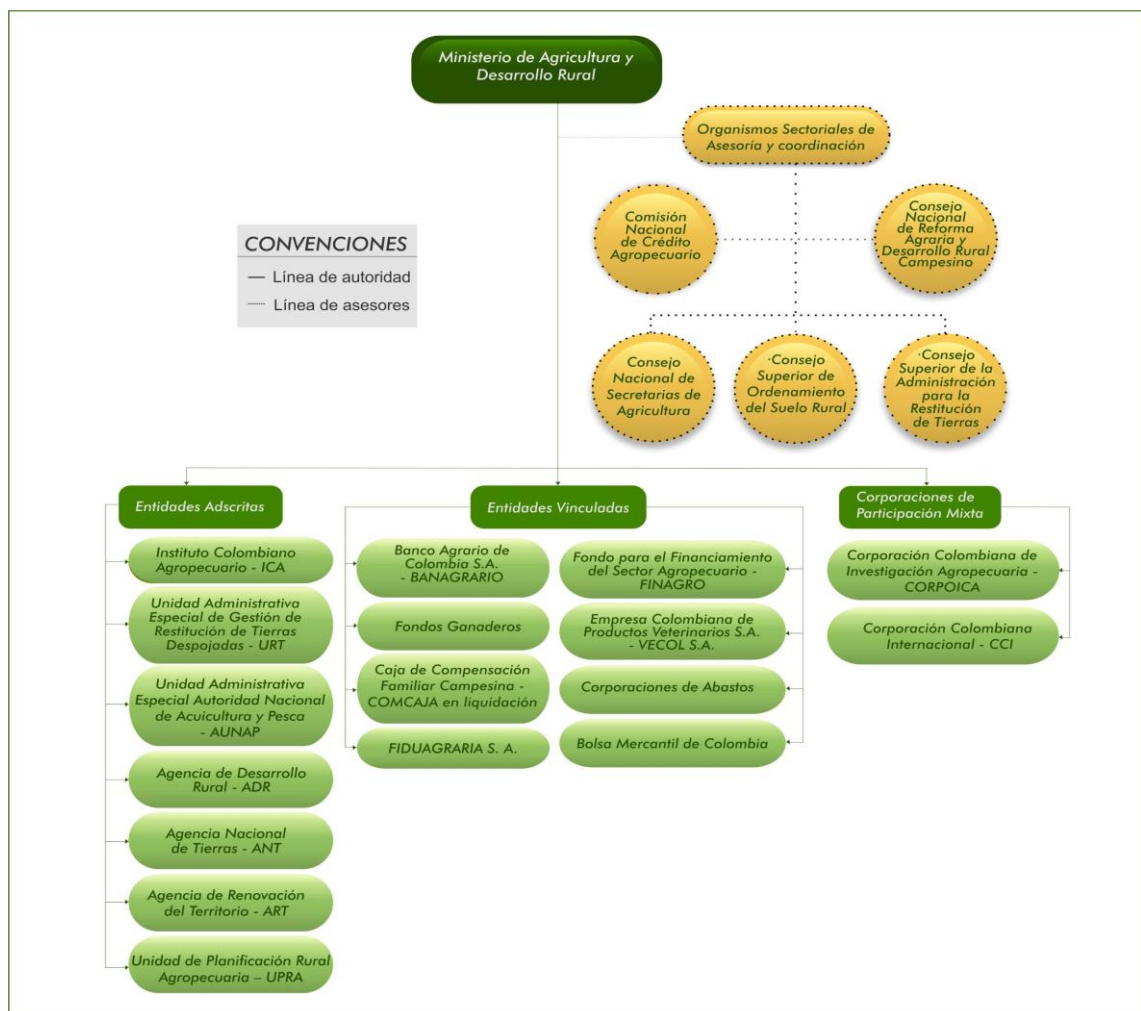 Ministerio de Agricultura y
Desarrollo Rural
Organismos Sectoriales de
Asesoría y coordinación
Comisión
Nacional
de Crédito
Agropecuario
Consejo
Nacional
de Reforma
Agraria y
Desarrollo Rural
Campesino
CONVENCIONES
Línea de autoridad
Línea de asesores
Consejo
Nacional de
Secretarias de
Agricultura
·Consejo
Superior de
Ordenamiento
del Suelo Rural
·Consejo
Superior de la
Administración
para la
Restitución
de Tierras
Entidades Adscritas
Instituto Colombiano
Agropecuario - ICA
Unidad Administrativa
Especial de Gestión de
Restitución de Tierras
Despojadas - URT
Unidad Administrativa
Especial Autoridad Nacional
de Acuicultura y Pesca
- AUNAP
Agencia de Desarrollo
Rural - ADR
Agencia Nacional
de Tierras - ANT
Agencia de Renovación
del Territorio - ART
Unidad de Planificación Rural
Agropecuaria – UPRA
Entidades Vinculadas
Banco Agrario de
Colombia S.A.
- BANAGRARIO
Fondos Ganaderos
Caja de Compensación
Familiar Campesina -
COMCAJA en liquidación
FIDUAGRARIA S. A.
Fondo para el Financiamiento
del Sector Agropecuario -
FINAGRO
Empresa Colombiana de
Productos Veterinarios S.A.
- VECOL S.A.
Corporaciones de Abastos
Bolsa Mercantil de Colombia
Corporaciones de
Participación Mixta
Corporación Colombiana de
Investigación Agropecuaria -
CORPOICA
Corporación Colombiana
Internacional - CCI